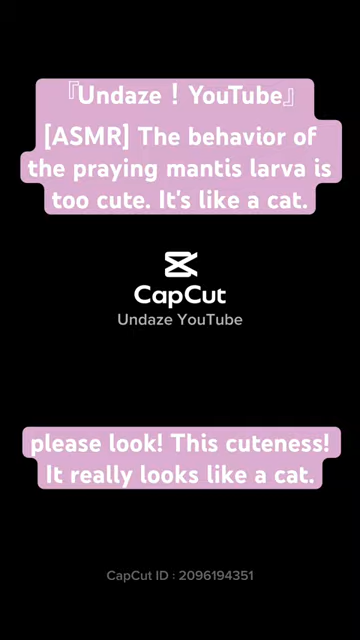 『Undaze！YouTube』
[ASMR] The behavior of
the praying mantis larva is
too cute. It's like a cat.
CapCut
Undaze YouTube
please look! This cuteness!
It really looks like a cat.
CapCut ID : 2096194351